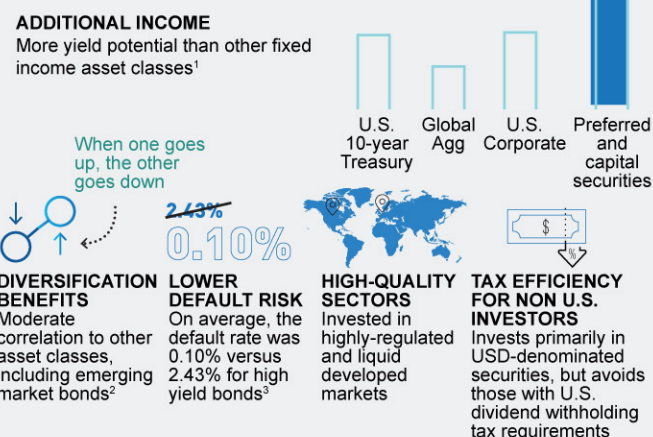 ADDITIONAL INCOME
More yield potential than other fixed
income asset classes¹
U.S.
10-year
Treasury
Global
Agg
U.S.
Corporate
Preferred
and
capital
securities
When one goes
up, the other
goes down
2.43%
0.10%
$
%
DIVERSIFICATION
BENEFITS
Moderate
correlation to other
asset classes,
including emerging
market bonds²
LOWER
DEFAULT RISK
On average, the
default rate was
0.10% versus
2.43% for high
yield bonds³
HIGH-QUALITY
SECTORS
Invested in
highly-regulated
and liquid
developed
markets
TAX EFFICIENCY
FOR NON U.S.
INVESTORS
Invests primarily in
USD-denominated
securities, but avoids
those with U.S.
dividend withholding
tax requirements